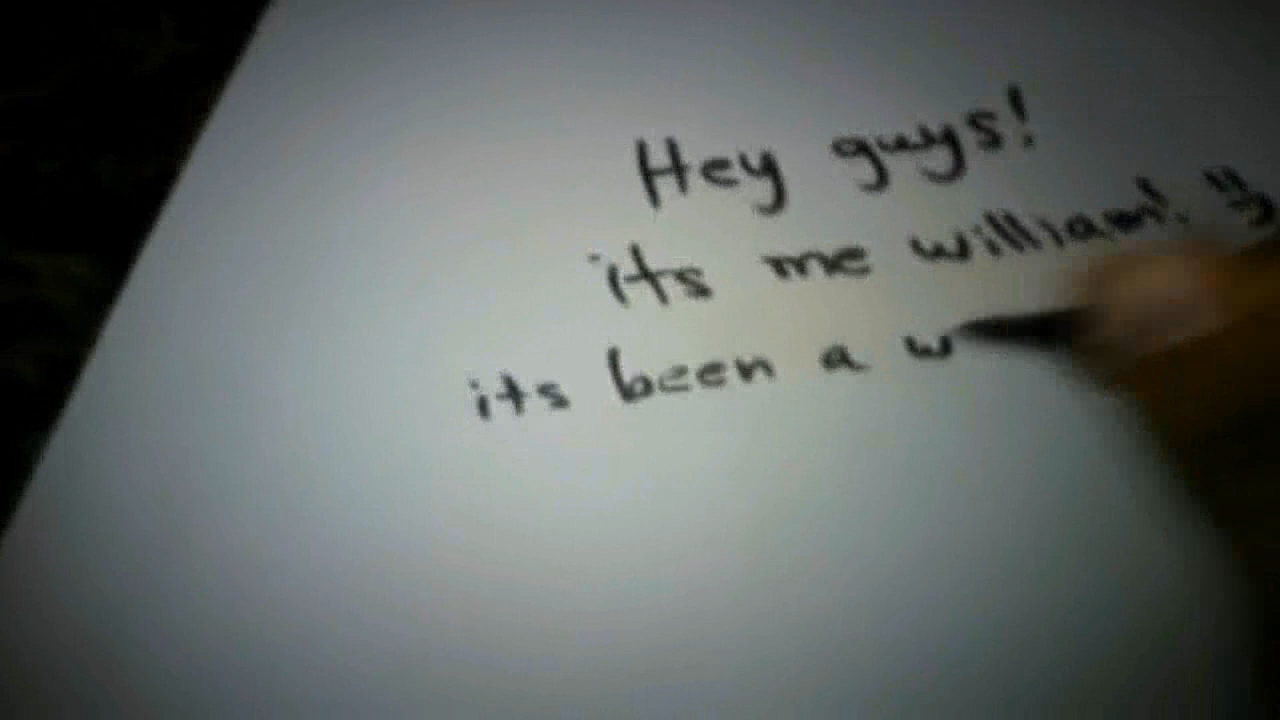 Hey guys!
its me william! =)
its been a w